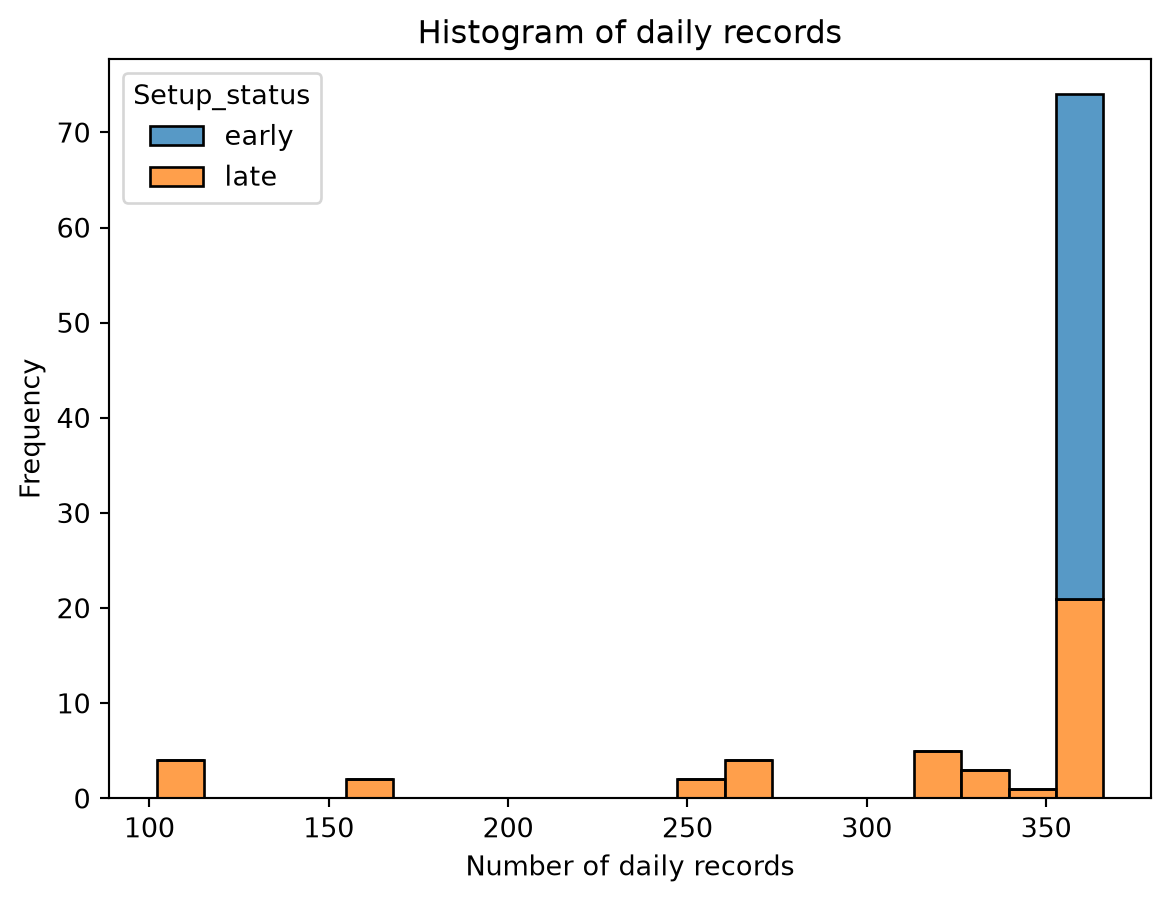 Histogram of daily records
Setup_status
early
late
70
60
50
40
30
20
10
0
Frequency
100 150 200 250 300 350
Number of daily records